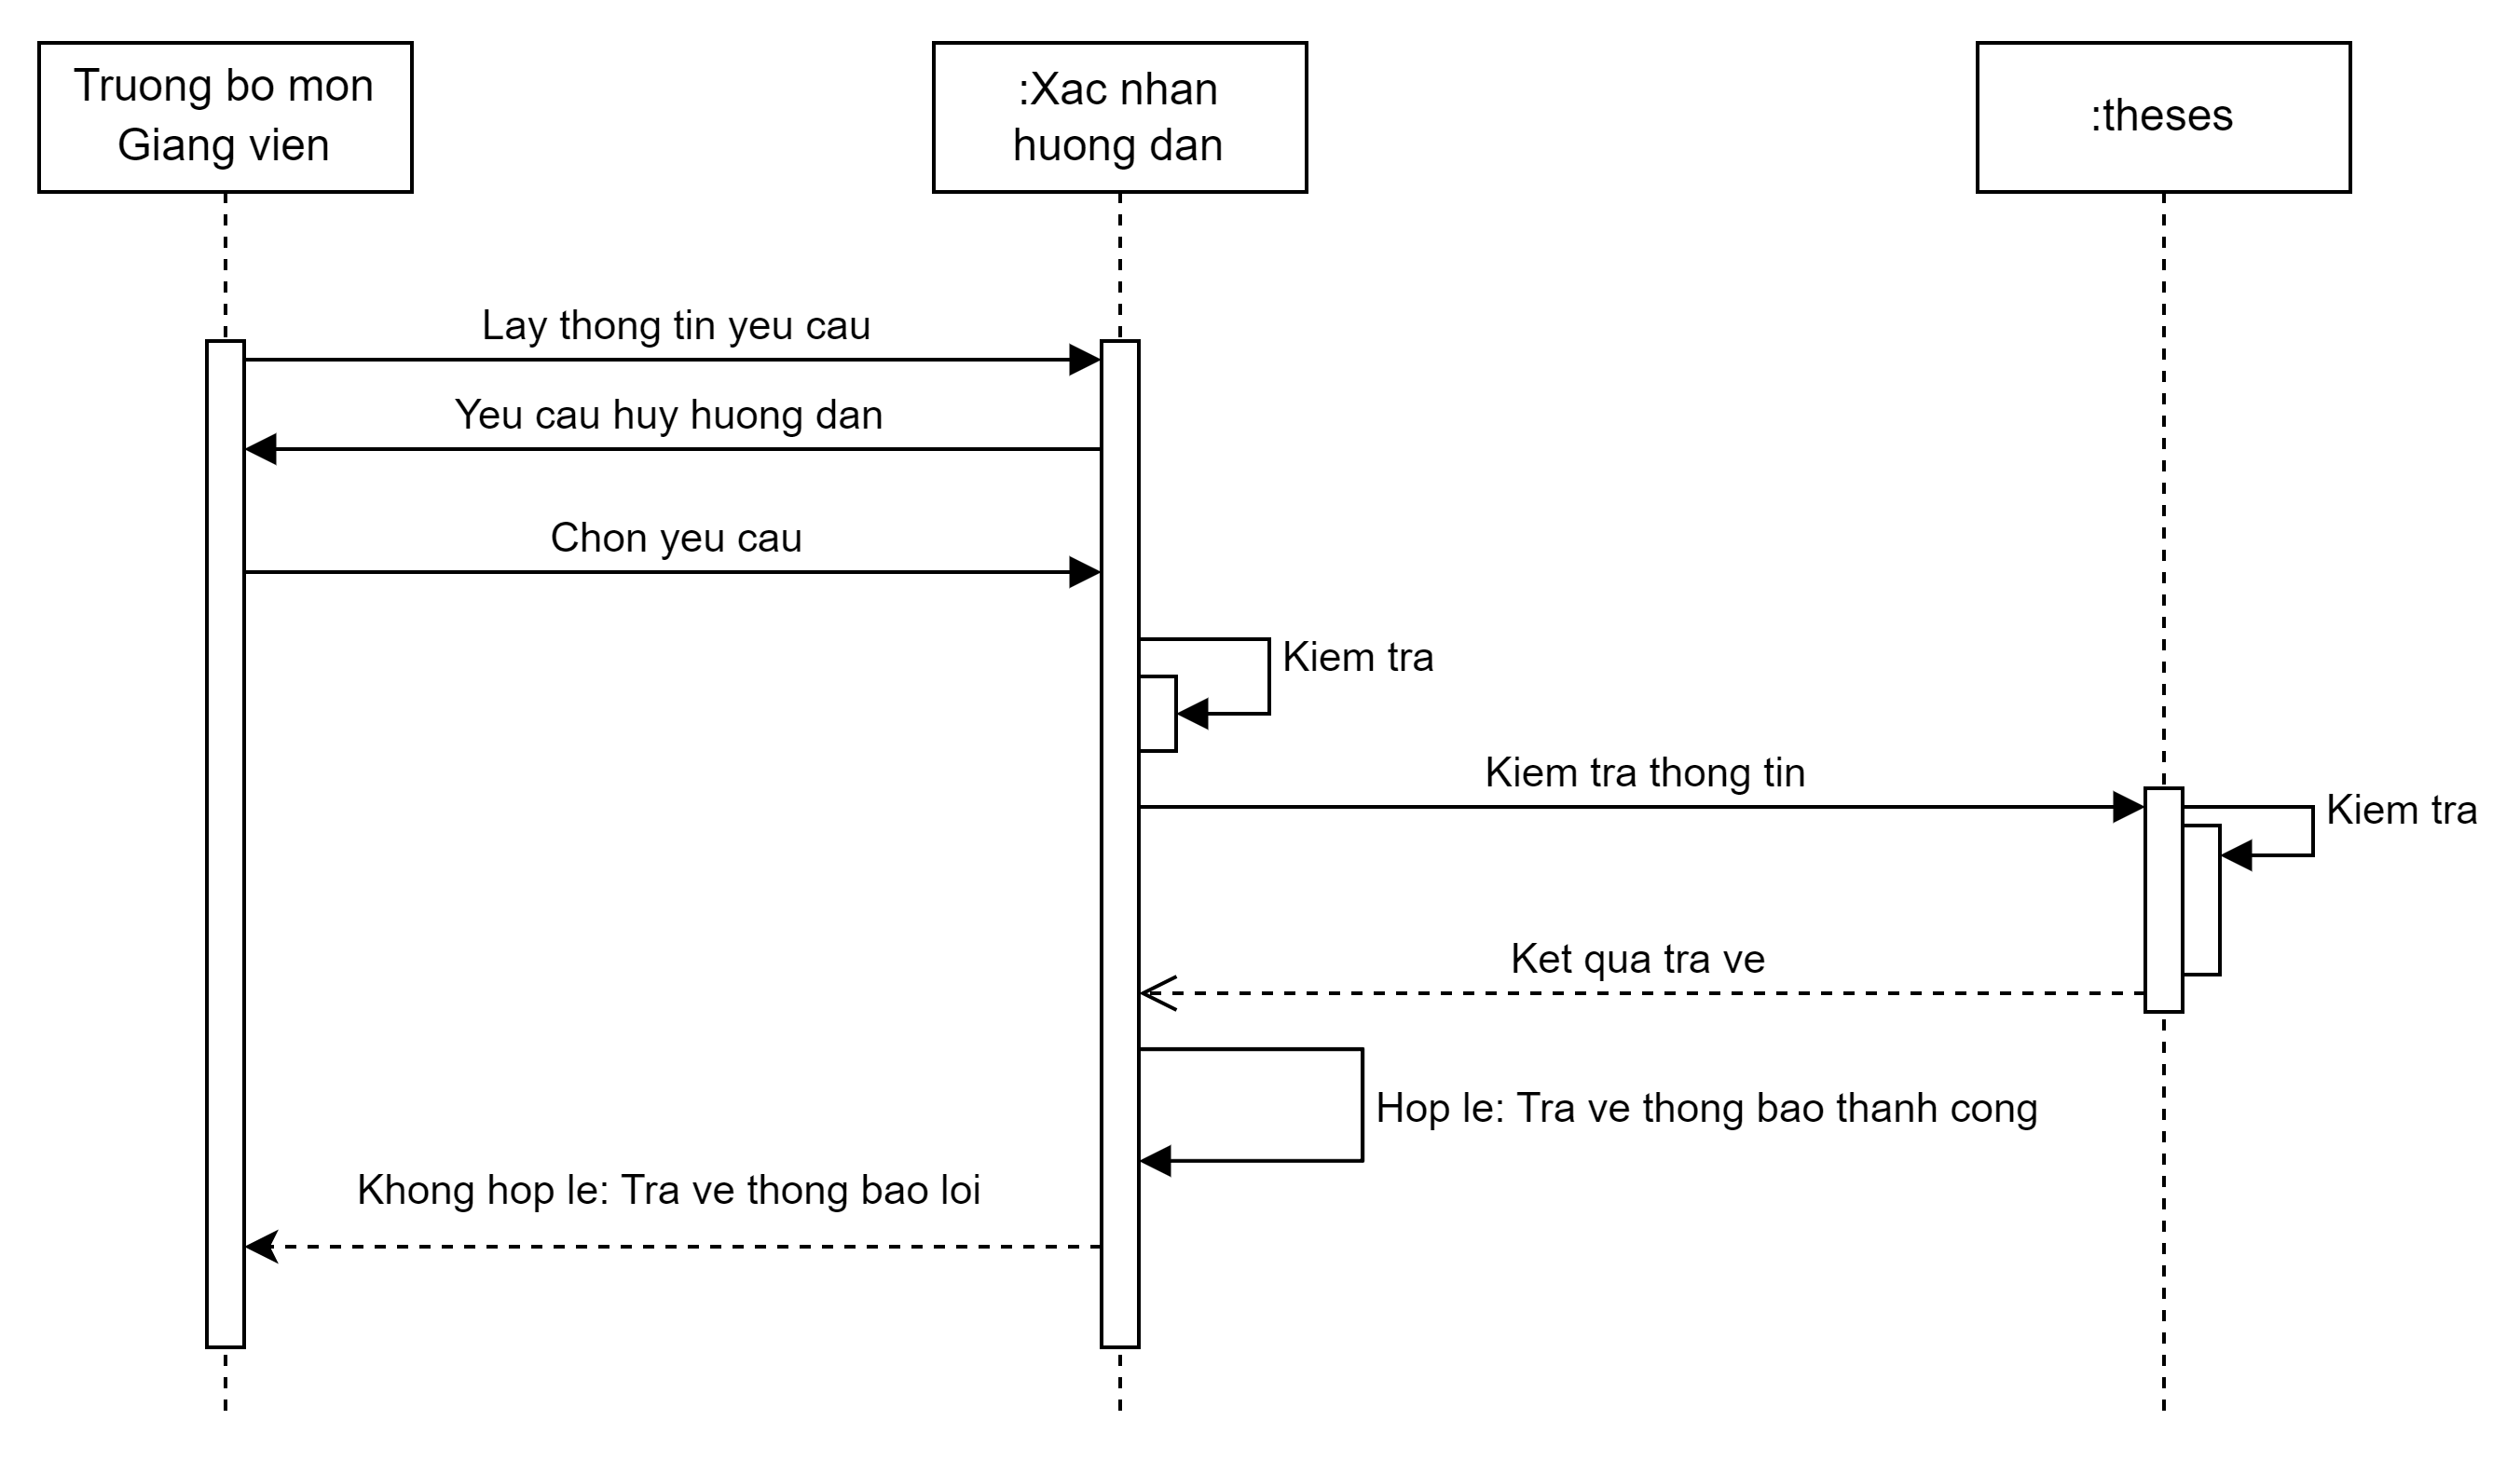 Truong bo mon
Giang vien
:Xac nhan
huong dan
:theses
Lay thong tin yeu cau
Yeu cau huy huong dan
Chon yeu cau
Kiem tra
Kiem tra thong tin
Kiem tra
Ket qua tra ve
Hop le: Tra ve thong bao thanh cong
Khong hop le: Tra ve thong bao loi